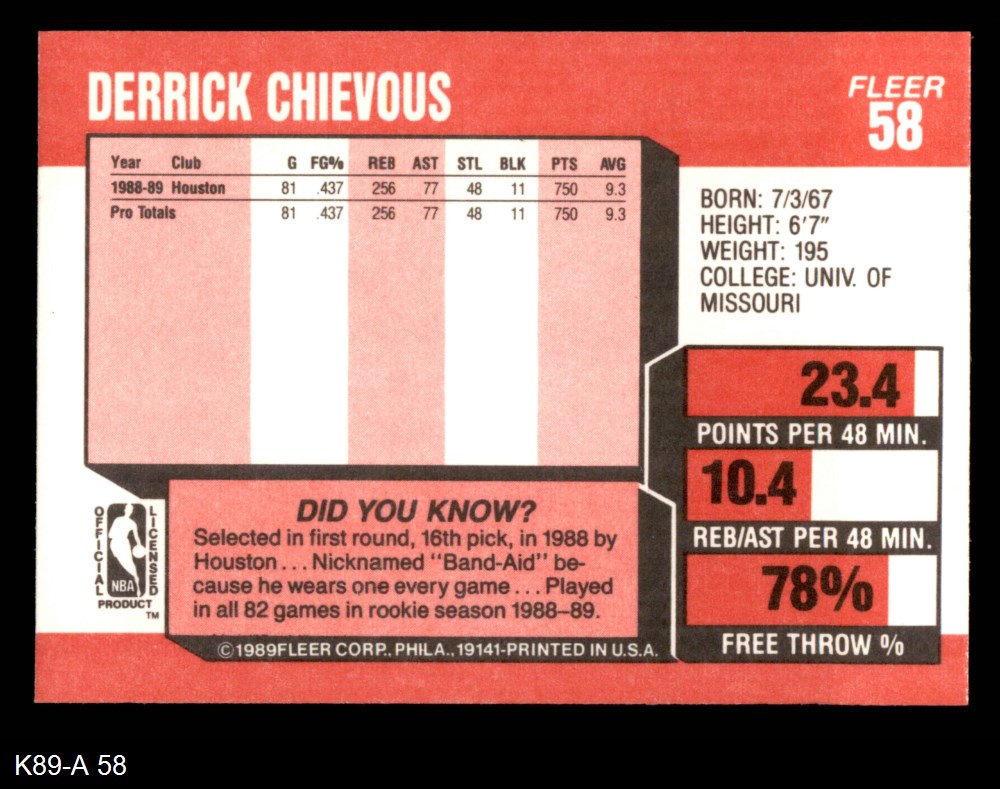 DERRICK CHIEVOUS
FLEER
58
Year Club G FG% REB AST STL BLK PTS AVG
1988-89 Houston 81 .437 256 77 48 11 750 9.3
Pro Totals 81 .437 256 77 48 11 750 9.3
BORN: 7/3/67
HEIGHT: 6'7"
WEIGHT: 195
COLLEGE: UNIV. OF
MISSOURI
23.4
POINTS PER 48 MIN.
10.4
REB/AST PER 48 MIN.
78%
FREE THROW %
OFFICIAL
LICENSED
NBA
PRODUCT
TM
DID YOU KNOW?
Selected in first round, 16th pick, in 1988 by
Houston . . . Nicknamed "Band-Aid" be-
cause he wears one every game . . . Played
in all 82 games in rookie season 1988–89.
©1989FLEER CORP., PHILA., 19141-PRINTED IN U.S.A.
K89-A 58